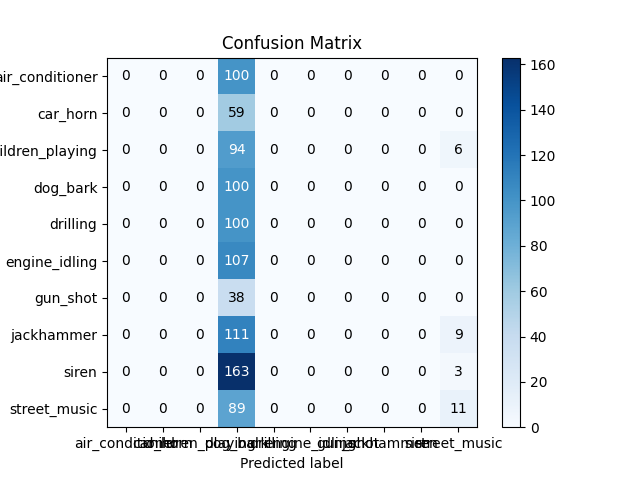 Confusion Matrix
air_conditioner 0 0 0 100 0 0 0 0 0 0
car_horn 0 0 0 59 0 0 0 0 0 0
ildren_playing 0 0 0 94 0 0 0 0 0 6
dog_bark 0 0 0 100 0 0 0 0 0 0
drilling 0 0 0 100 0 0 0 0 0 0
engine_idling 0 0 0 107 0 0 0 0 0 0
gun_shot 0 0 0 38 0 0 0 0 0 0
jackhammer 0 0 0 111 0 0 0 0 0 9
siren 0 0 0 163 0 0 0 0 0 3
street_music 0 0 0 89 0 0 0 0 0 11
street_music
Predicted label
160
140
120
100
80
60
40
20
0